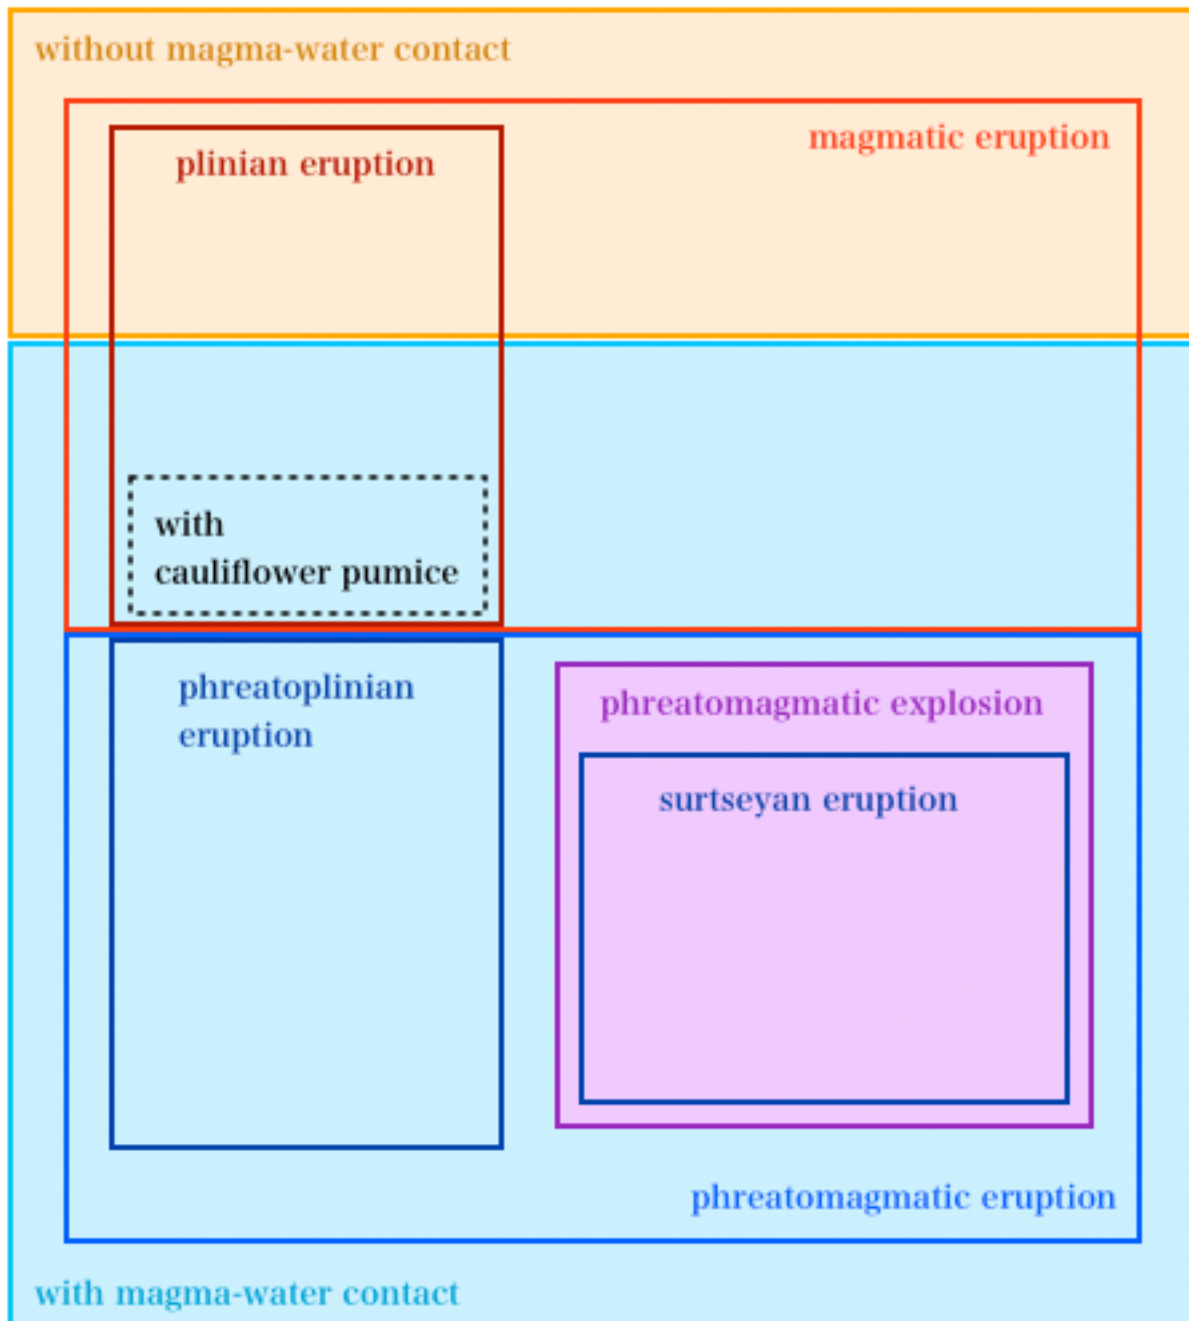 without magma-water contact
magmatic eruption
plinian eruption
with
cauliflower pumice
phreatoplinian
eruption
phreatomagmatic explosion
surtseyan eruption
phreatomagmatic eruption
with magma-water contact